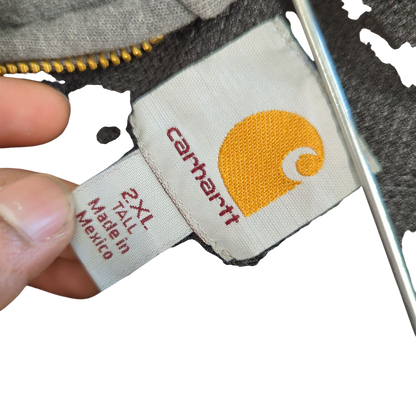 carhartt
2XL
TALL
Made in
Mexico